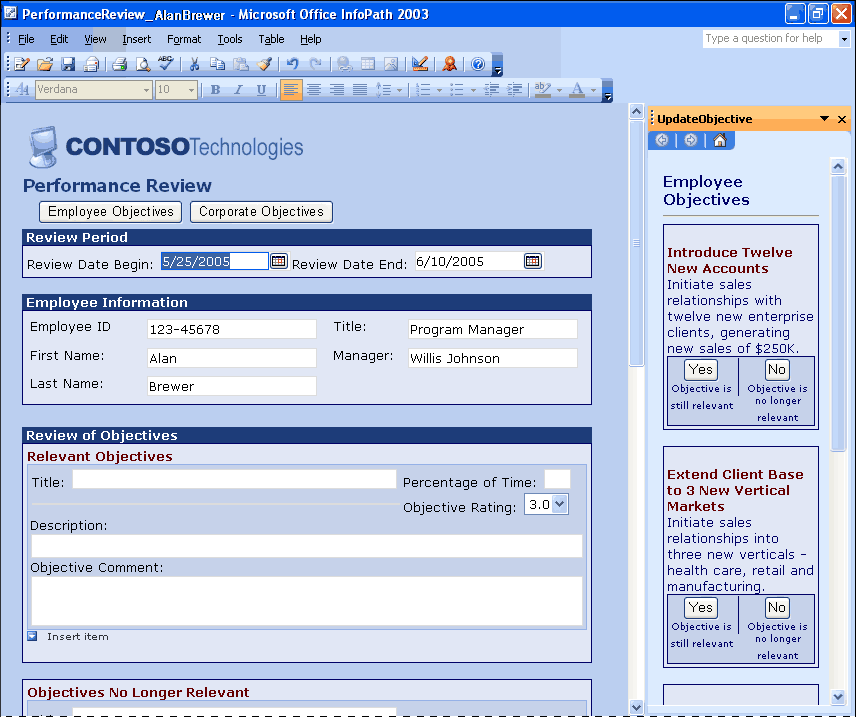 PerformanceReview_AlanBrewer - Microsoft Office InfoPath 2003
File Edit View Insert Format Tools Table Help
Type a question for help
Verdana 10 B I U
CONTOSO Technologies
Performance Review
Employee Objectives Corporate Objectives
Review Period
Review Date Begin: 5/25/2005 Review Date End: 6/10/2005
Employee Information
Employee ID 123-45678 Title: Program Manager
First Name: Alan Manager: Willis Johnson
Last Name: Brewer
Review of Objectives
Relevant Objectives
Title: Percentage of Time:
Objective Rating: 3.0
Description:
Objective Comment:
Insert item
Objectives No Longer Relevant
UpdateObjective
Employee
Objectives
Introduce Twelve
New Accounts
Initiate sales
relationships with
twelve new enterprise
clients, generating
new sales of $250K.
Yes No
Objective is Objective is
still relevant no longer
relevant
Extend Client Base
to 3 New Vertical
Markets
Initiate sales
relationships into
three new verticals –
health care, retail and
manufacturing.
Yes No
Objective is Objective is
still relevant no longer
relevant